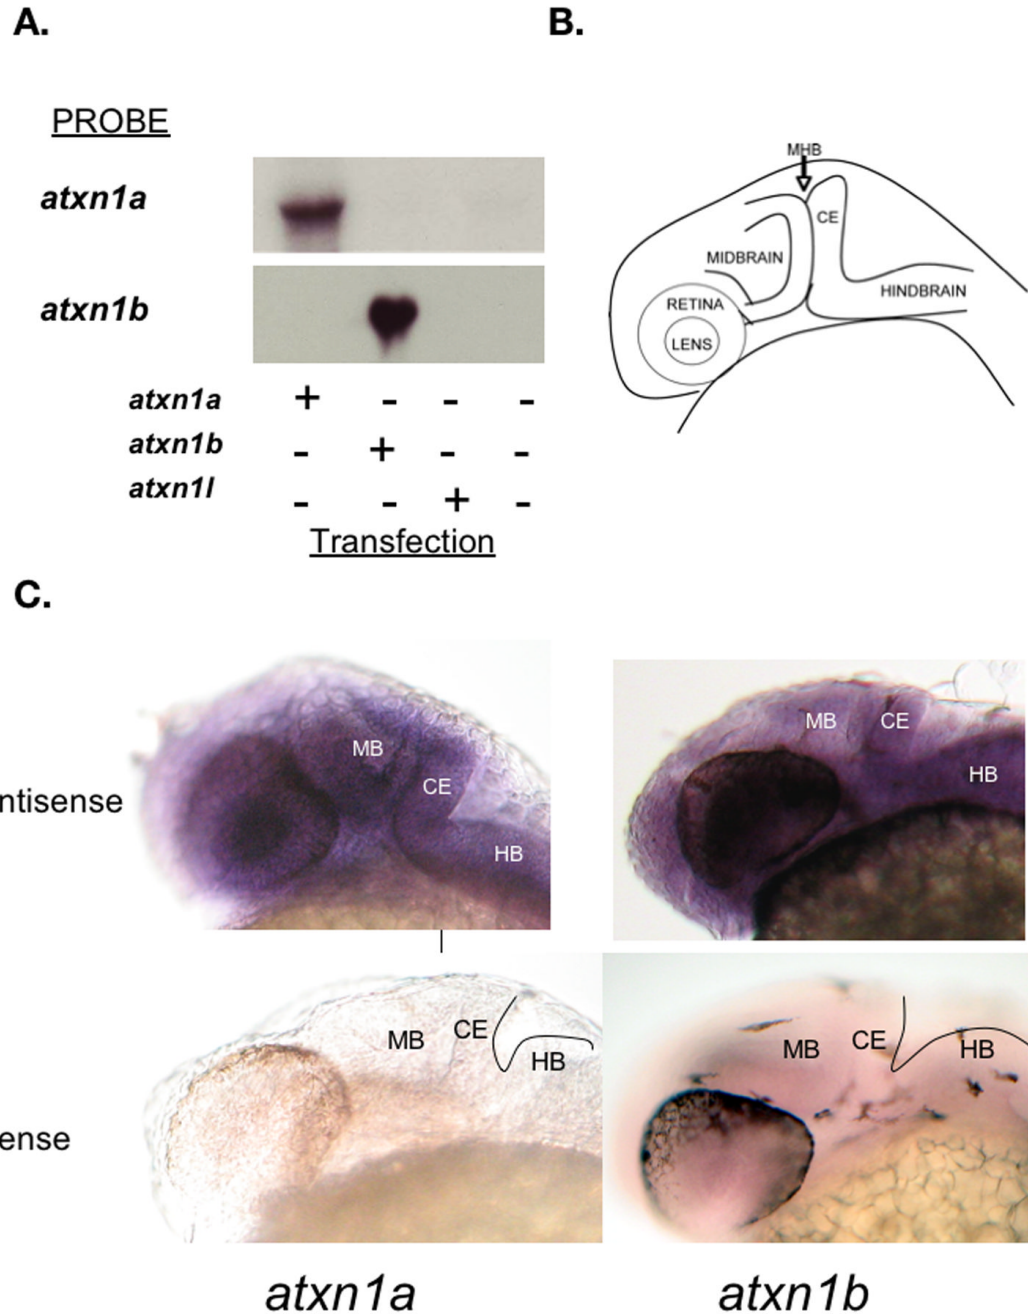 A.
B.
PROBE
atxn1a
atxn1b
atxn1a + - - -
atxn1b - + - -
atxn1l - - + -
Transfection
MHB
CE
MIDBRAIN
HINDBRAIN
RETINA
LENS
C.
ntisense
MB
CE
HB
MB
CE
HB
ense
MB
CE
HB
MB
CE
HB
atxn1a
atxn1b